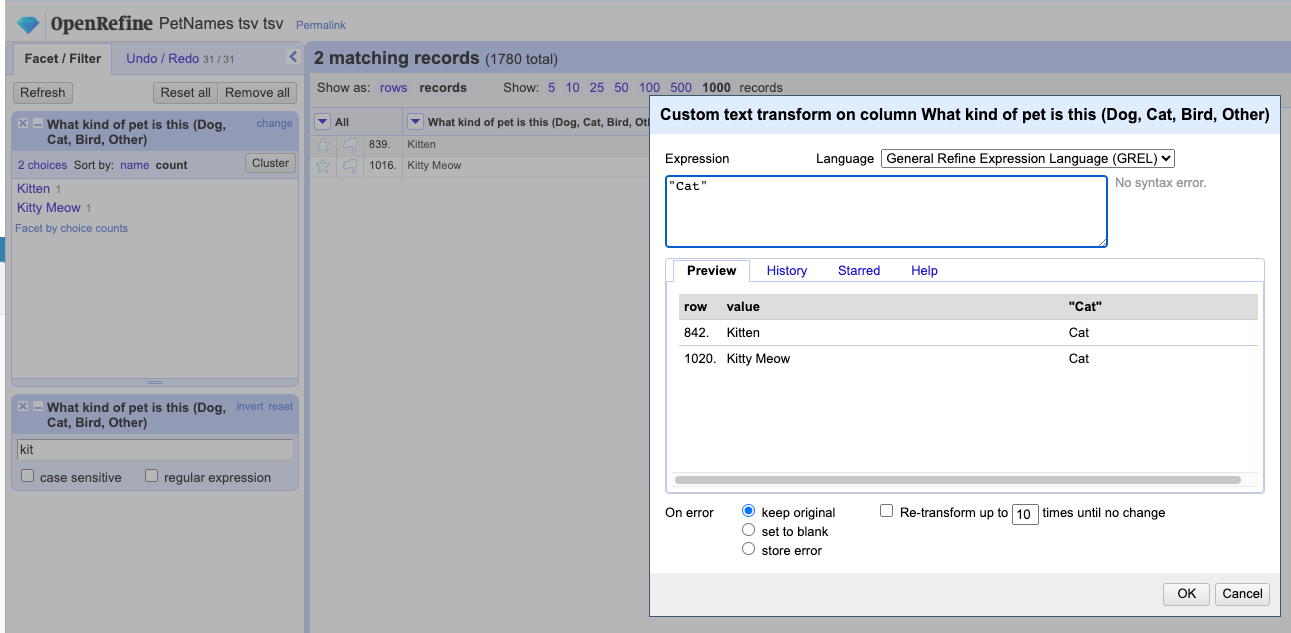 OpenRefine PetNames tsv tsv Permalink
Facet / Filter Undo / Redo 31 / 31
Refresh Reset all Remove all
What kind of pet is this (Dog, Cat, Bird, Other) change
2 choices Sort by: name count Cluster
Kitten 1
Kitty Meow 1
Facet by choice counts
What kind of pet is this (Dog, Cat, Bird, Other) invert reset
kit
case sensitive regular expression
2 matching records (1780 total)
Show as: rows records Show: 5 10 25 50 100 500 1000 records
All What kind of pet is this (Dog, Cat, Bird, Ot
839. Kitten
1016. Kitty Meow
Custom text transform on column What kind of pet is this (Dog, Cat, Bird, Other)
Expression Language General Refine Expression Language (GREL)
"Cat" No syntax error.
Preview History Starred Help
row value "Cat"
842. Kitten Cat
1020. Kitty Meow Cat
On error keep original Re-transform up to 10 times until no change
set to blank
store error
OK Cancel